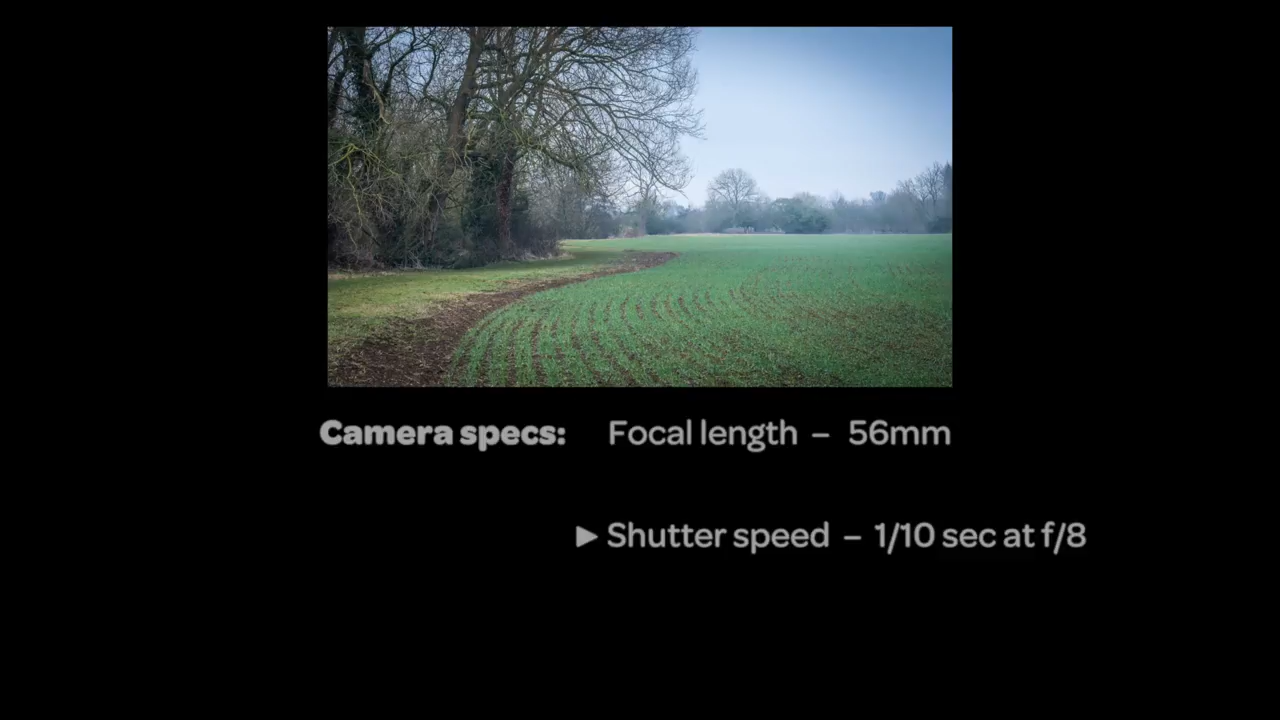 Camera specs: Focal length – 56mm
► Shutter speed – 1/10 sec at f/8